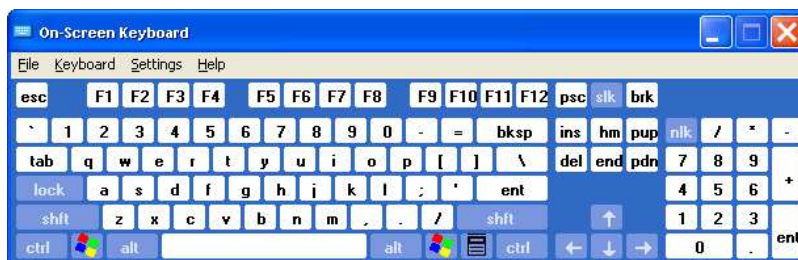 On-Screen Keyboard
File Keyboard Settings Help
esc F1 F2 F3 F4 F5 F6 F7 F8 F9 F10 F11 F12 psc slk brk
` 1 2 3 4 5 6 7 8 9 0 - = bksp ins hm pup nlk / * -
tab q w e r t y u i o p [ ] \ del end pdn 7 8 9
lock a s d f g h j k l ; ' ent 4 5 6 +
shft z x c v b n m , . / shft ↑ 1 2 3
ctrl alt alt ctrl ← ↓ → 0 . ent